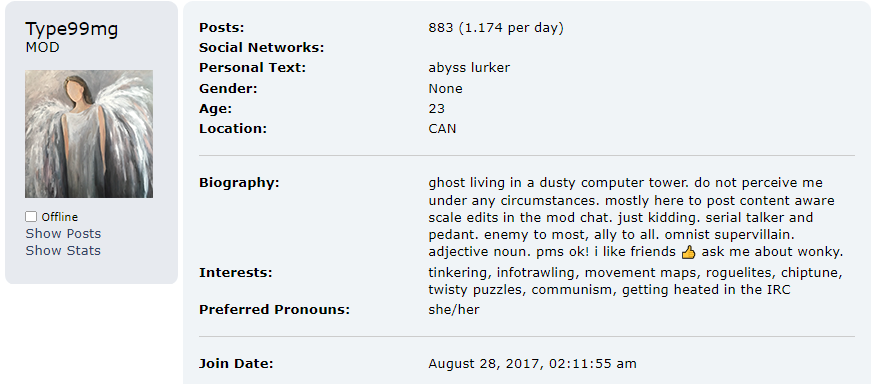 Type99mg
MOD
Offline
Show Posts
Show Stats
Posts: 883 (1.174 per day)
Social Networks:
Personal Text: abyss lurker
Gender: None
Age: 23
Location: CAN
Biography: ghost living in a dusty computer tower. do not perceive me
under any circumstances. mostly here to post content aware
scale edits in the mod chat. just kidding. serial talker and
pedant. enemy to most, ally to all. omnist supervillain.
adjective noun. pms ok! i like friends 👍 ask me about wonky.
Interests: tinkering, infotrawling, movement maps, roguelites, chiptune,
twisty puzzles, communism, getting heated in the IRC
Preferred Pronouns: she/her
Join Date: August 28, 2017, 02:11:55 am